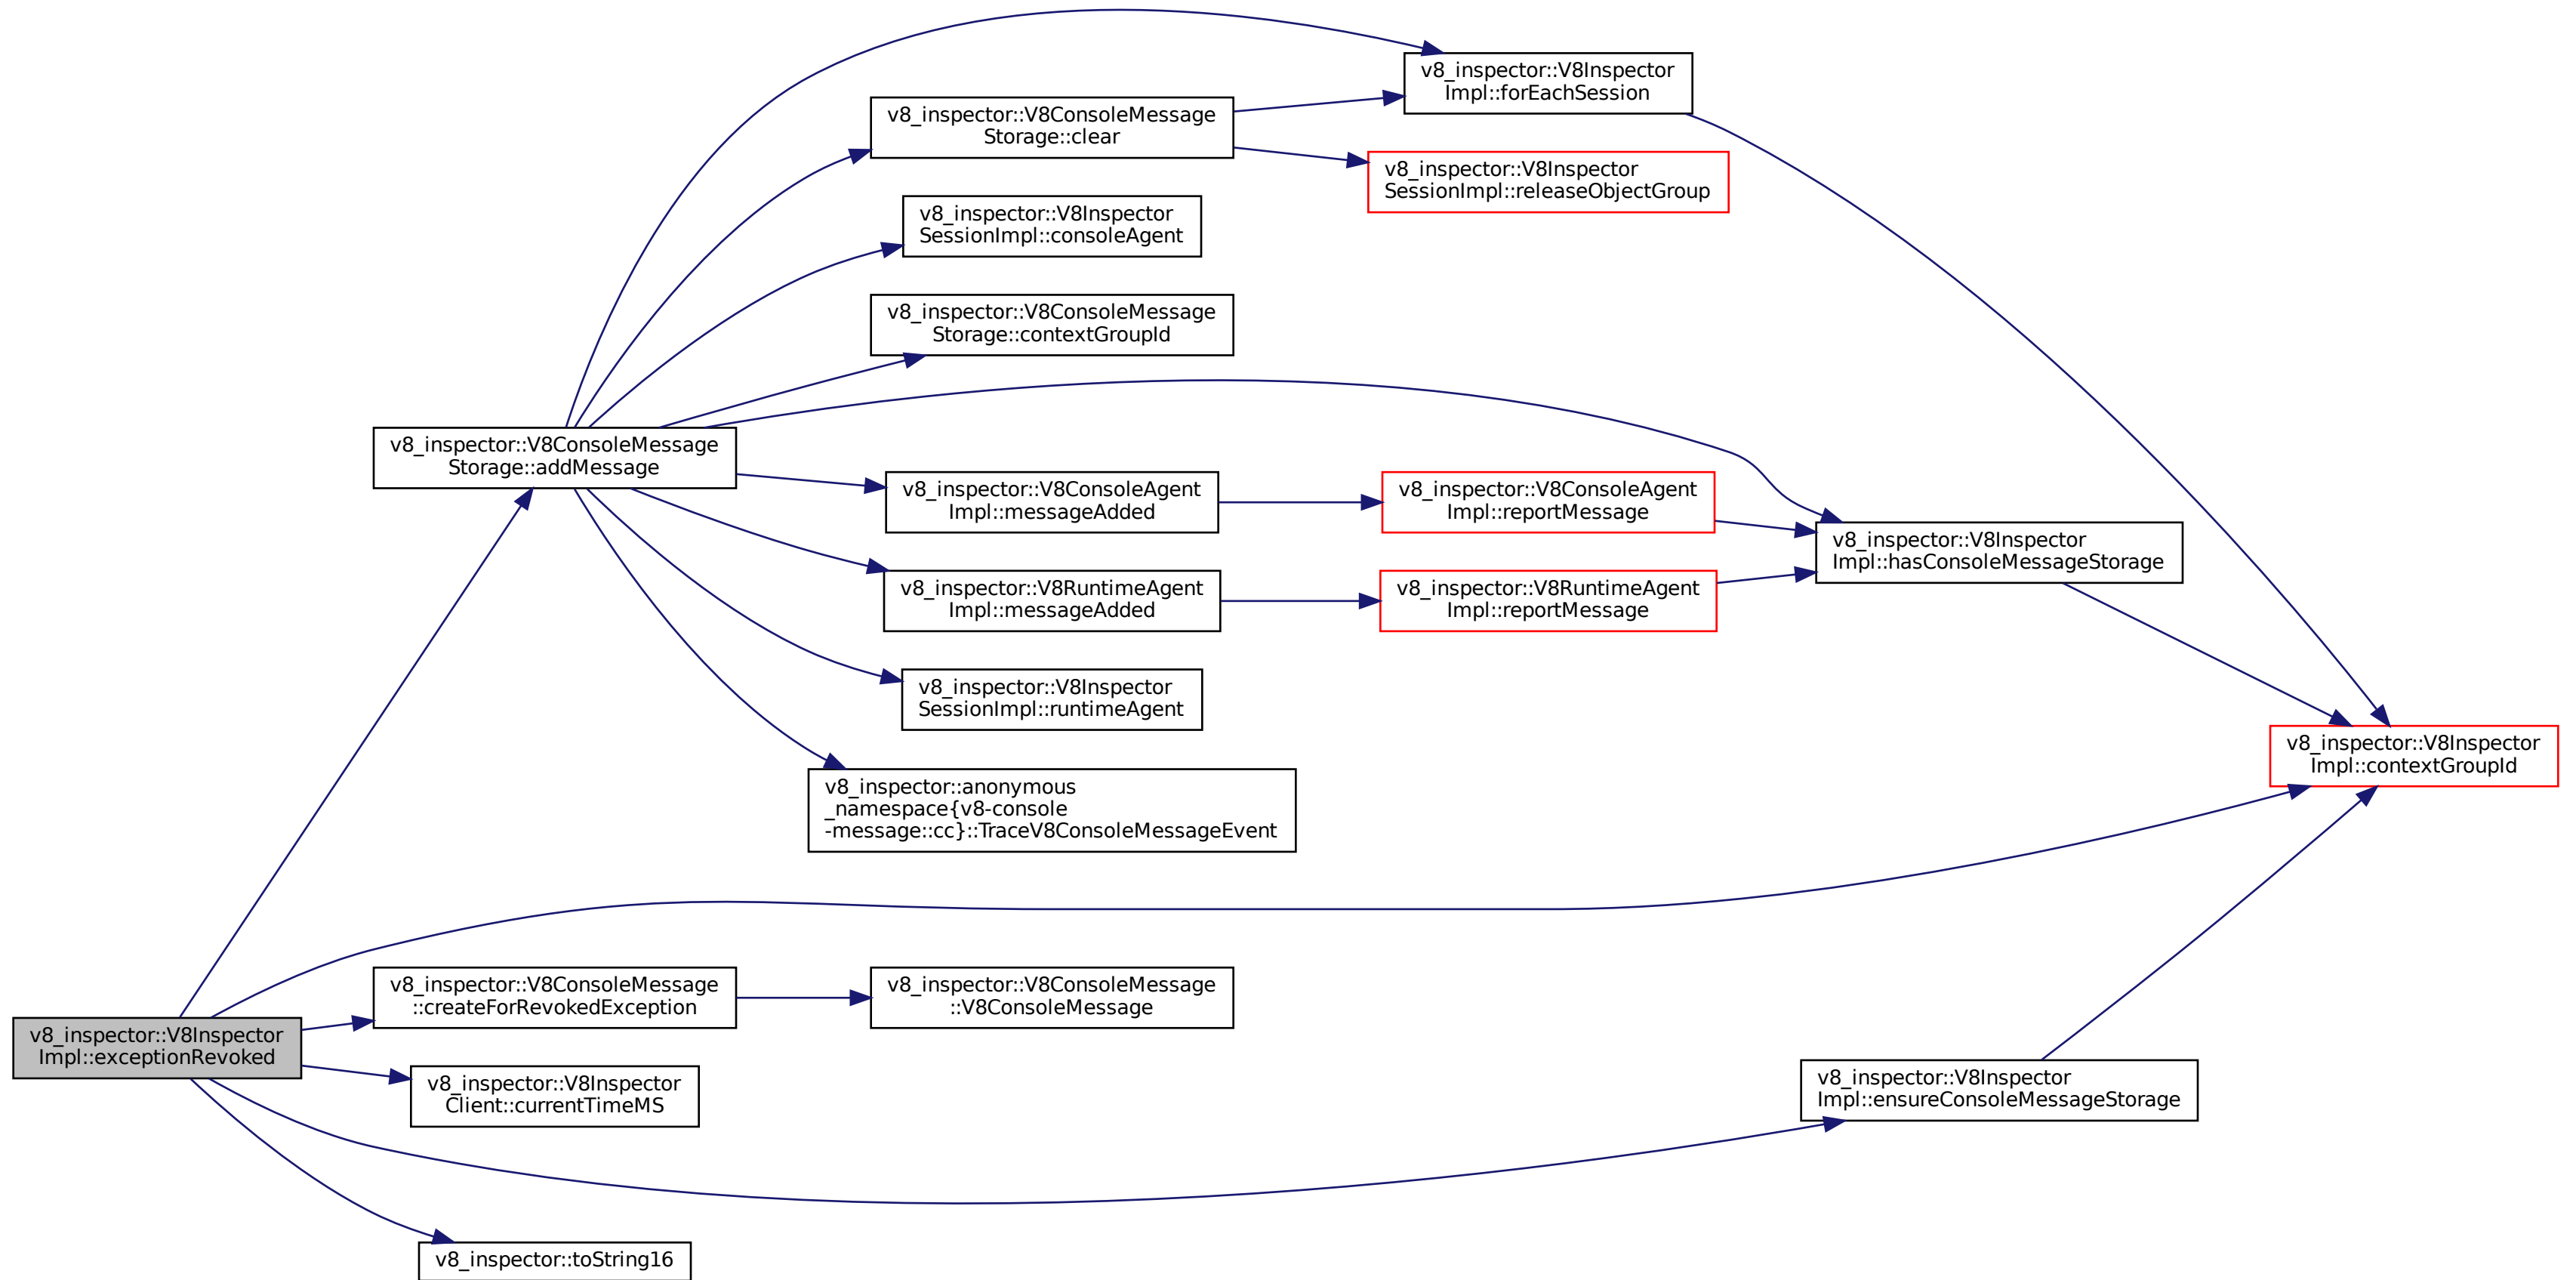 v8_inspector::V8Inspector
Impl::exceptionRevoked
v8_inspector::V8ConsoleMessage
Storage::addMessage
v8_inspector::V8ConsoleMessage
::createForRevokedException
v8_inspector::V8Inspector
Client::currentTimeMS
v8_inspector::toString16
v8_inspector::V8ConsoleMessage
Storage::clear
v8_inspector::V8Inspector
SessionImpl::consoleAgent
v8_inspector::V8ConsoleMessage
Storage::contextGroupId
v8_inspector::V8ConsoleAgent
Impl::messageAdded
v8_inspector::V8RuntimeAgent
Impl::messageAdded
v8_inspector::V8Inspector
SessionImpl::runtimeAgent
v8_inspector::anonymous
_namespace{v8-console
-message::cc}::TraceV8ConsoleMessageEvent
v8_inspector::V8ConsoleMessage
::V8ConsoleMessage
v8_inspector::V8Inspector
Impl::forEachSession
v8_inspector::V8Inspector
SessionImpl::releaseObjectGroup
v8_inspector::V8ConsoleAgent
Impl::reportMessage
v8_inspector::V8RuntimeAgent
Impl::reportMessage
v8_inspector::V8Inspector
Impl::hasConsoleMessageStorage
v8_inspector::V8Inspector
Impl::ensureConsoleMessageStorage
v8_inspector::V8Inspector
Impl::contextGroupId